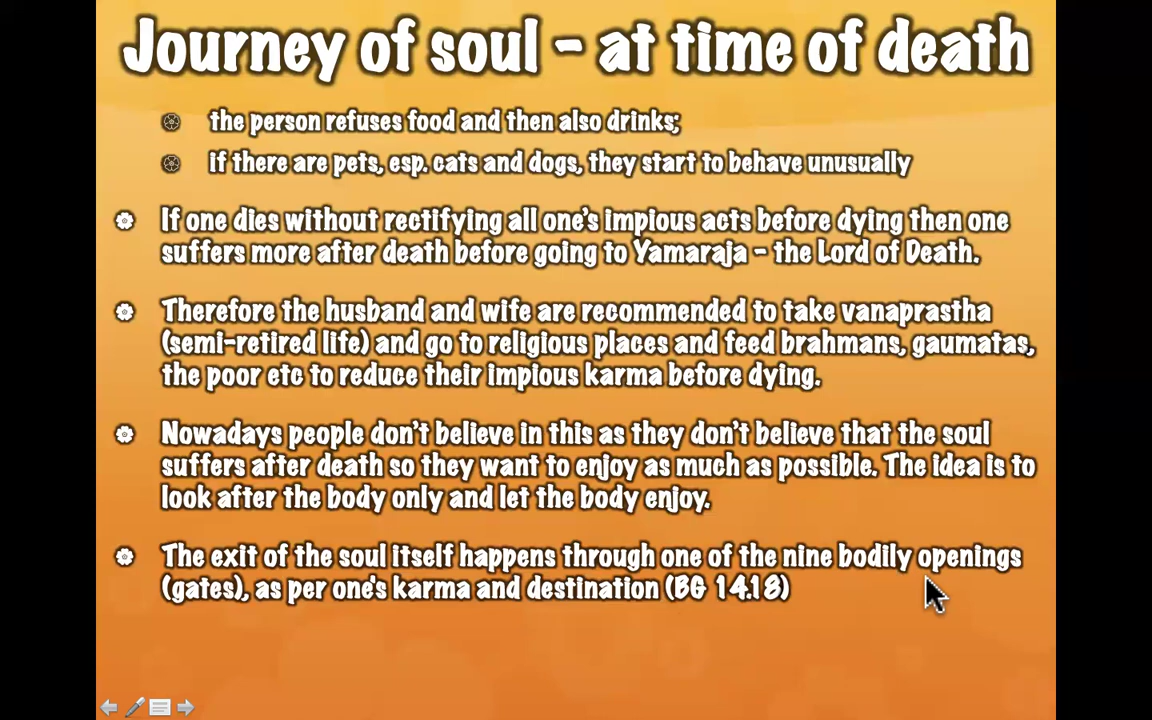 Journey of soul - at time of death
the person refuses food and then also drinks;
if there are pets, esp. cats and dogs, they start to behave unusually
If one dies without rectifying all one's impious acts before dying then one
suffers more after death before going to Yamaraja - the Lord of Death.
Therefore the husband and wife are recommended to take vanaprastha
(semi-retired life) and go to religious places and feed brahmans, gaumatas,
the poor etc to reduce their impious karma before dying.
Nowadays people don't believe in this as they don't believe that the soul
suffers after death so they want to enjoy as much as possible. The idea is to
look after the body only and let the body enjoy.
The exit of the soul itself happens through one of the nine bodily openings
(gates), as per one's karma and destination (BG 14.18)